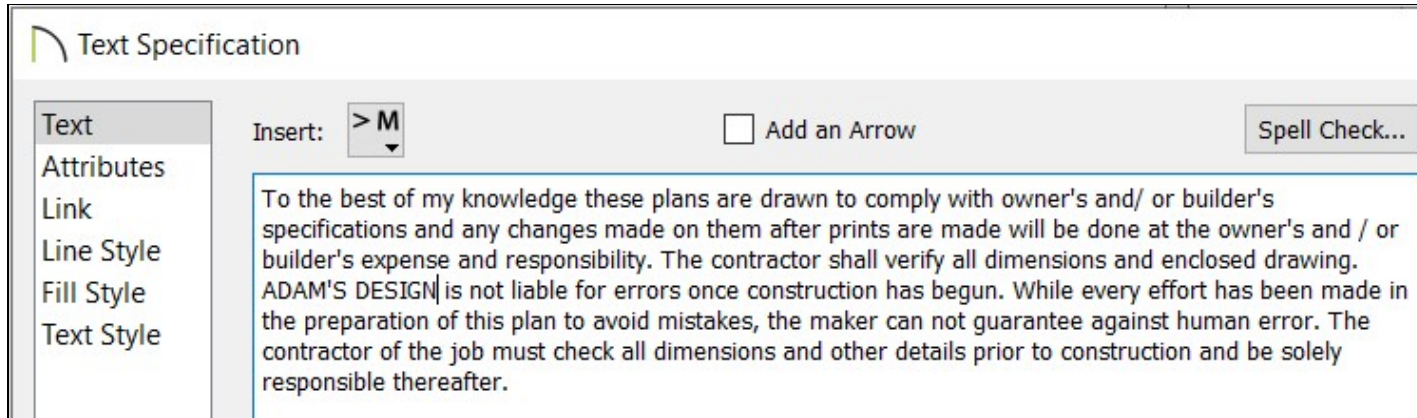 Text Specification
Text
Attributes
Link
Line Style
Fill Style
Text Style
Insert: > M
Add an Arrow
Spell Check...
To the best of my knowledge these plans are drawn to comply with owner's and/ or builder's
specifications and any changes made on them after prints are made will be done at the owner's and / or
builder's expense and responsibility. The contractor shall verify all dimensions and enclosed drawing.
ADAM'S DESIGN is not liable for errors once construction has begun. While every effort has been made in
the preparation of this plan to avoid mistakes, the maker can not guarantee against human error. The
contractor of the job must check all dimensions and other details prior to construction and be solely
responsible thereafter.